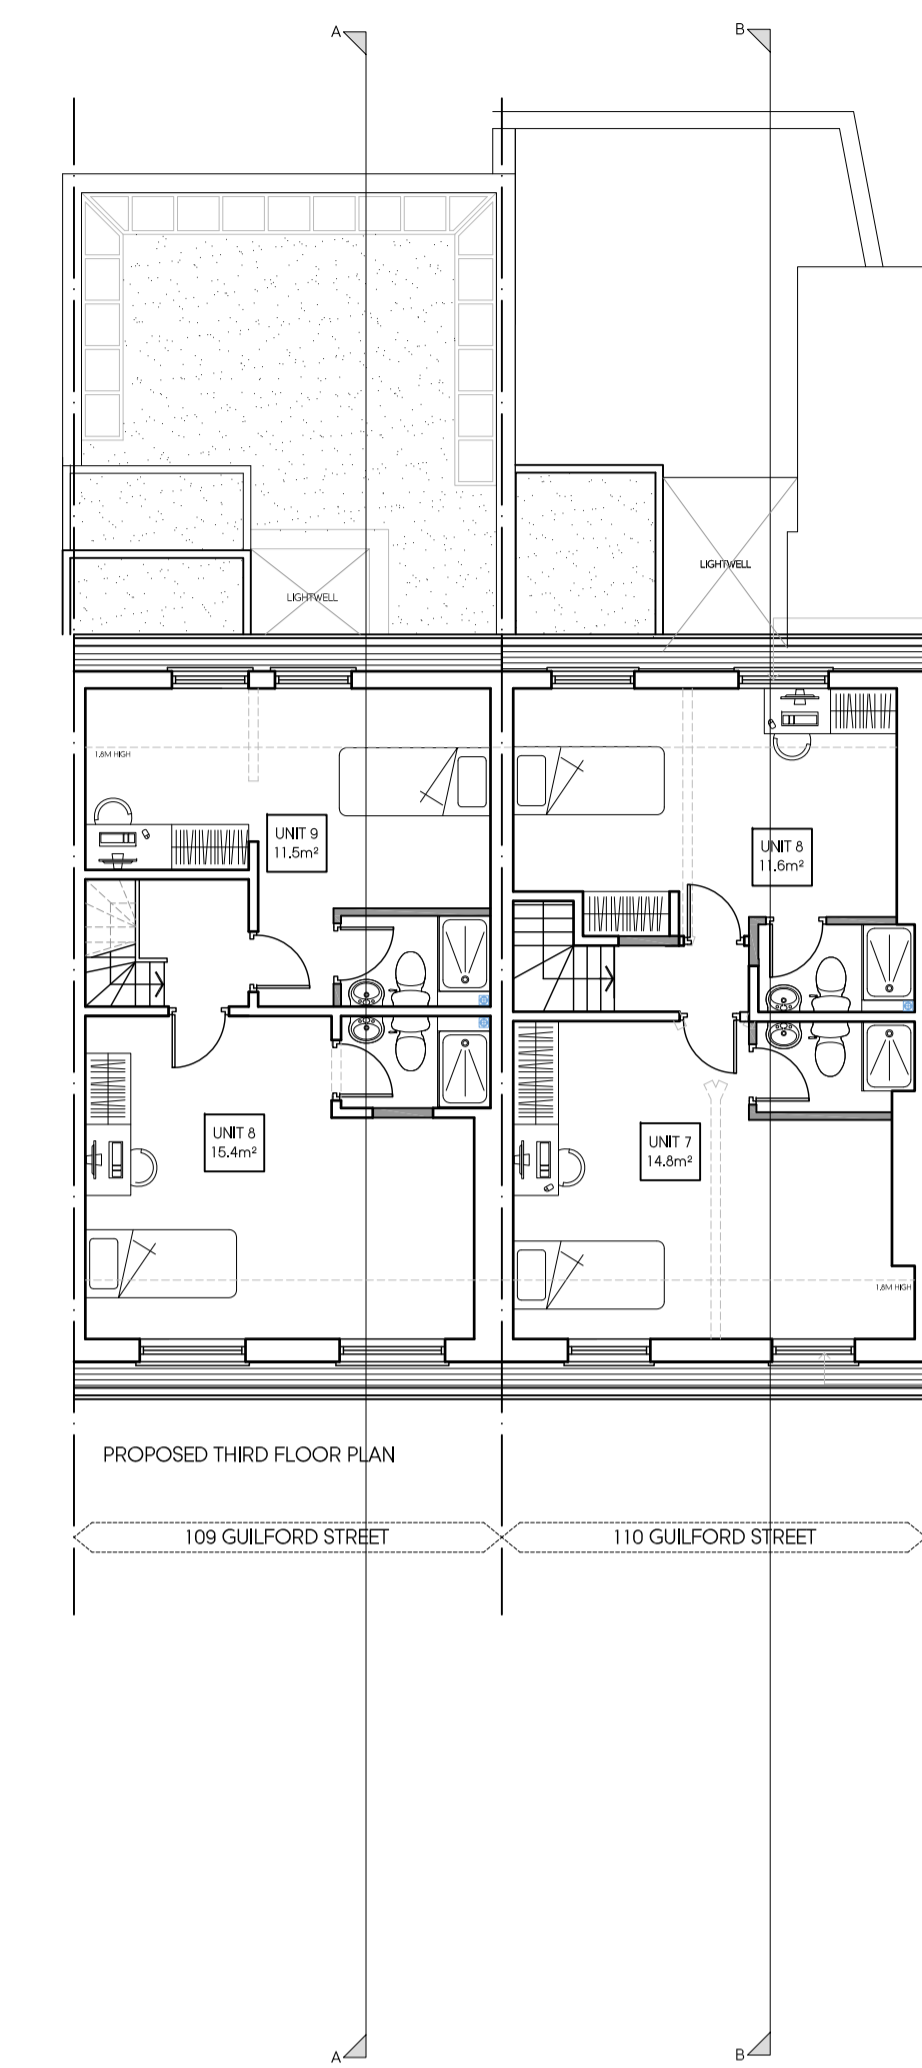 A
B
LIGHTWELL
LIGHTWELL
1.8M HIGH
UNIT 9
11.5m²
UNIT 8
11.6m²
UNIT 8
15.4m²
UNIT 7
14.8m²
1.8M HIGH
PROPOSED THIRD FLOOR PLAN
109 GUILFORD STREET
110 GUILFORD STREET
A
B